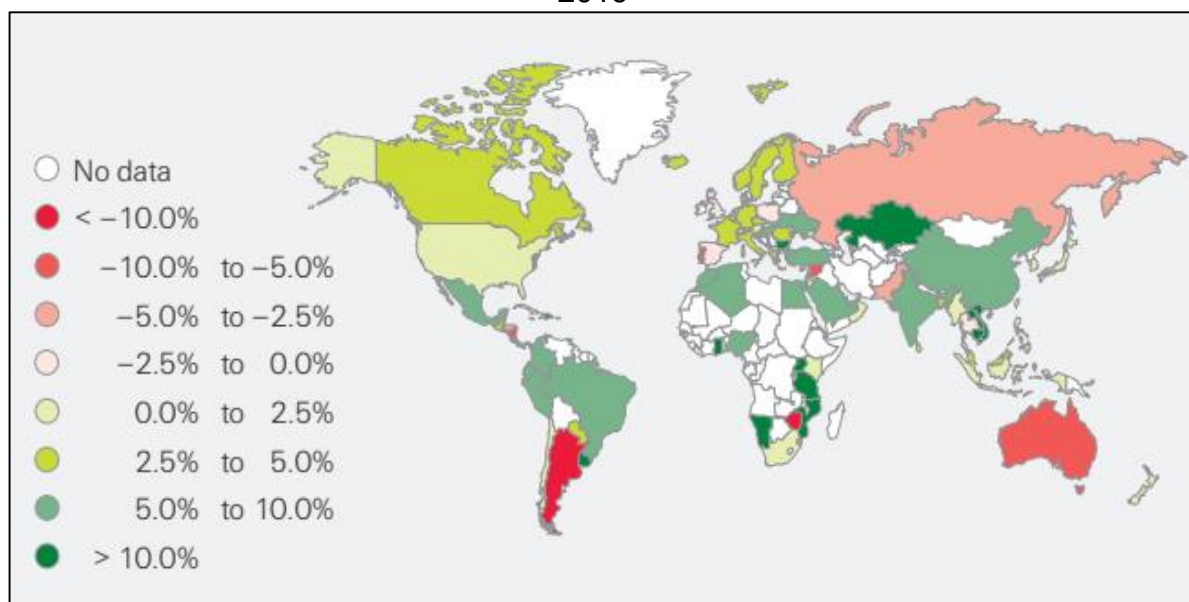 No data
< −10.0%
−10.0% to −5.0%
−5.0% to −2.5%
−2.5% to 0.0%
0.0% to 2.5%
2.5% to 5.0%
5.0% to 10.0%
> 10.0%